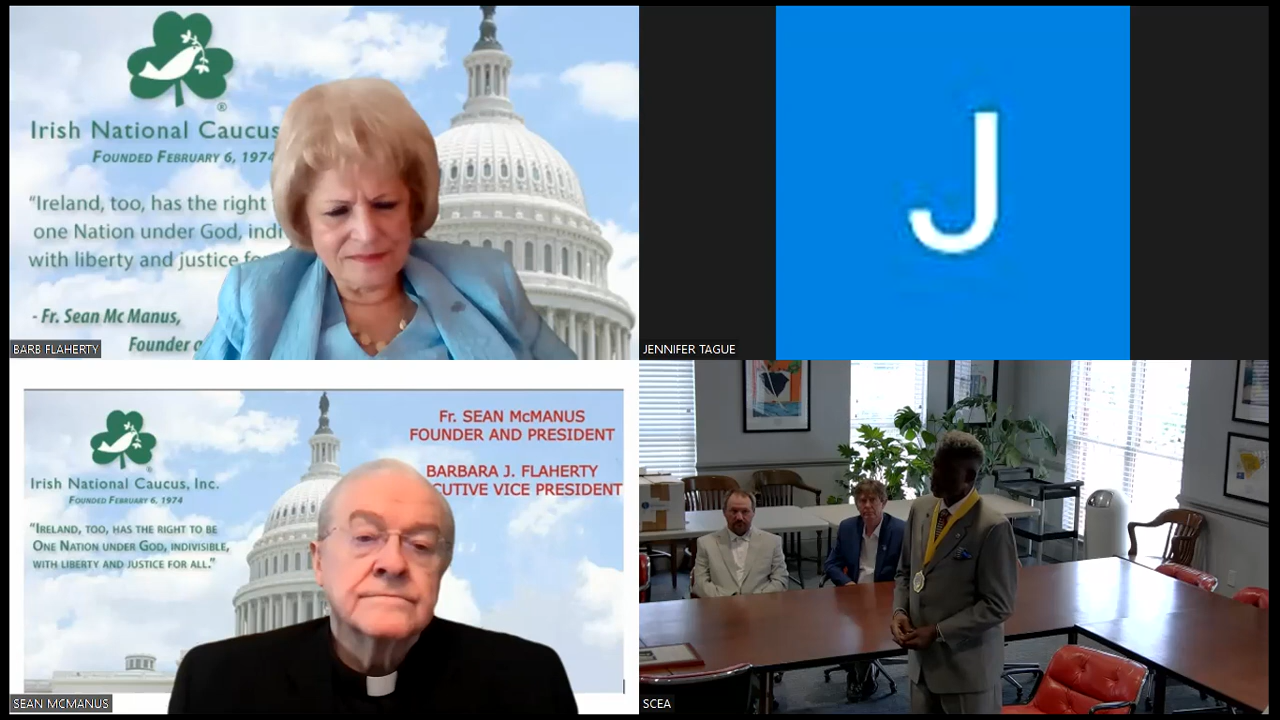 ®
Irish National Caucus
FOUNDED FEBRUARY 6, 1974
“Ireland, too, has the right
one Nation under God, indi
with liberty and justice fo
- Fr. Sean Mc Manus,
Founder
BARB FLAHERTY
J
JENNIFER TAGUE
Fr. SEAN McMANUS
FOUNDER AND PRESIDENT
BARBARA J. FLAHERTY
CUTIVE VICE PRESIDENT
®
Irish National Caucus, Inc.
FOUNDED FEBRUARY 6, 1974
“IRELAND, TOO, HAS THE RIGHT TO BE
ONE NATION UNDER GOD, INDIVISIBLE,
WITH LIBERTY AND JUSTICE FOR ALL.”
SEAN MCMANUS
SCEA